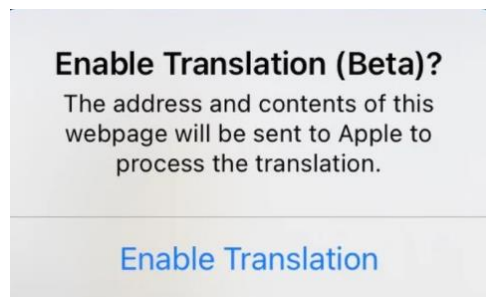 Enable Translation (Beta)?
The address and contents of this
webpage will be sent to Apple to
process the translation.
Enable Translation